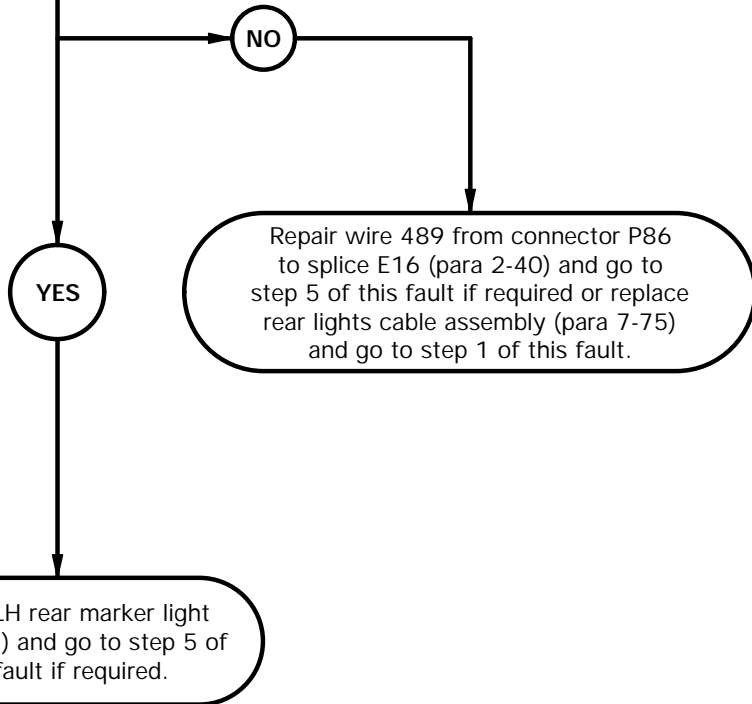 NO
YES
Repair wire 489 from connector P86
to splice E16 (para 2-40) and go to
step 5 of this fault if required or replace
rear lights cable assembly (para 7-75)
and go to step 1 of this fault.
LH rear marker light
) and go to step 5 of
fault if required.